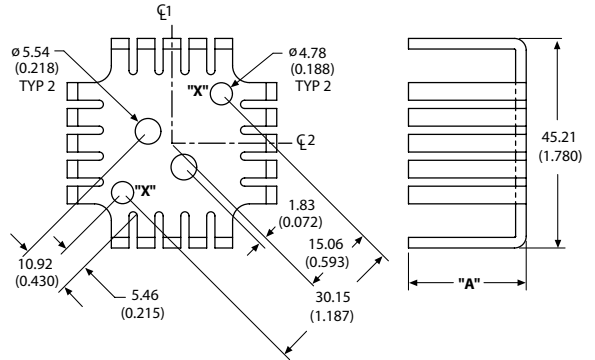 ℄1
ø 5.54
(0.218)
TYP 2
ø 4.78
(0.188)
TYP 2
"X"
℄2
45.21
(1.780)
"X"
1.83
(0.072)
15.06
(0.593)
10.92
(0.430)
5.46
(0.215)
30.15
(1.187)
"A"